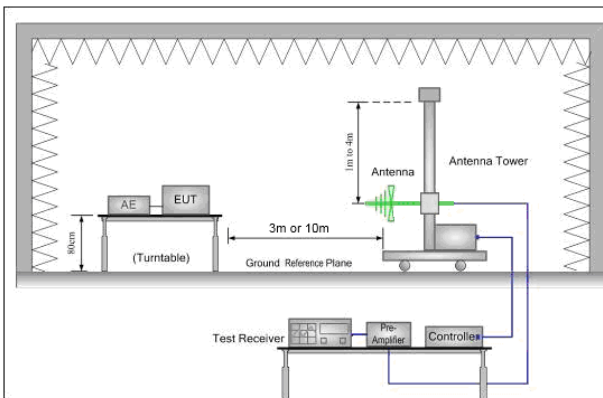 1m to 4m
Antenna
Antenna Tower
AE
EUT
3m or 10m
80cm
(Turntable)
Ground Reference Plane
Test Receiver
Pre-
Amplifier
Controller